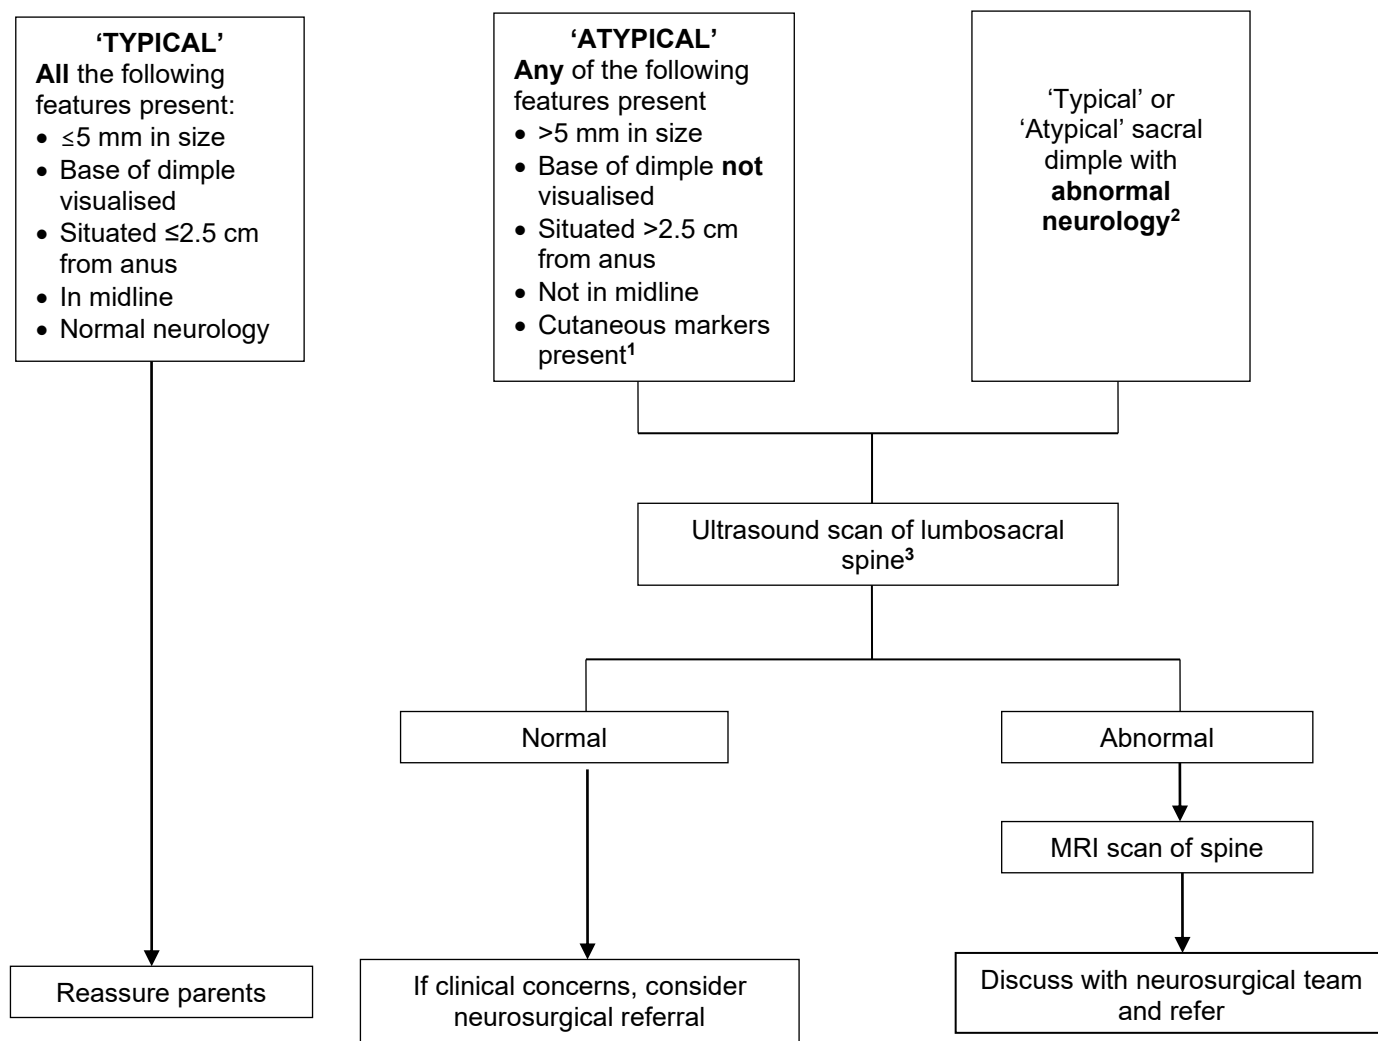 ‘TYPICAL’
All the following
features present:
• ≤5 mm in size
• Base of dimple
visualised
• Situated ≤2.5 cm
from anus
• In midline
• Normal neurology
‘ATYPICAL’
Any of the following
features present
• >5 mm in size
• Base of dimple not
visualised
• Situated >2.5 cm
from anus
• Not in midline
• Cutaneous markers
present1
‘Typical’ or
‘Atypical’ sacral
dimple with
abnormal
neurology2
Ultrasound scan of lumbosacral
spine3
Normal
Abnormal
MRI scan of spine
Reassure parents
If clinical concerns, consider
neurosurgical referral
Discuss with neurosurgical team
and refer